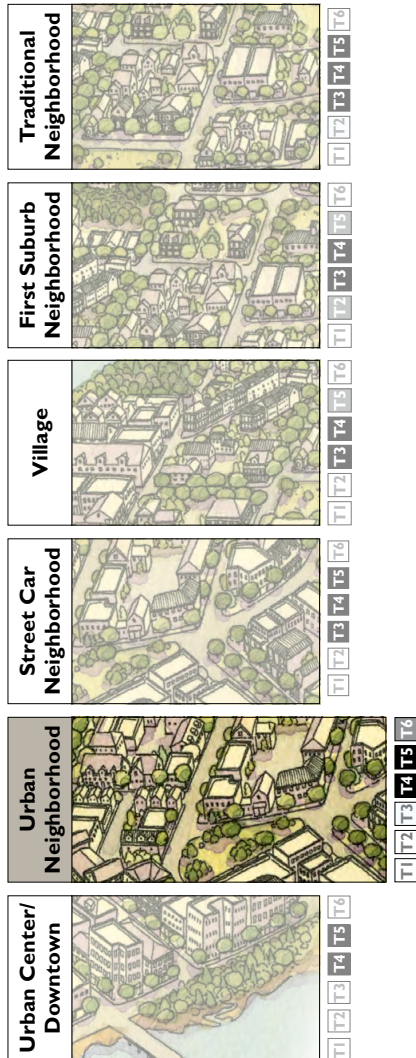 Traditional
Neighborhood
T1 T2 T3 T4 T5 T6
First Suburb
Neighborhood
T1 T2 T3 T4 T5 T6
Village
T1 T2 T3 T4 T5 T6
Street Car
Neighborhood
T1 T2 T3 T4 T5 T6
Urban
Neighborhood
T1 T2 T3 T4 T5 T6
Urban Center/
Downtown
T1 T2 T3 T4 T5 T6